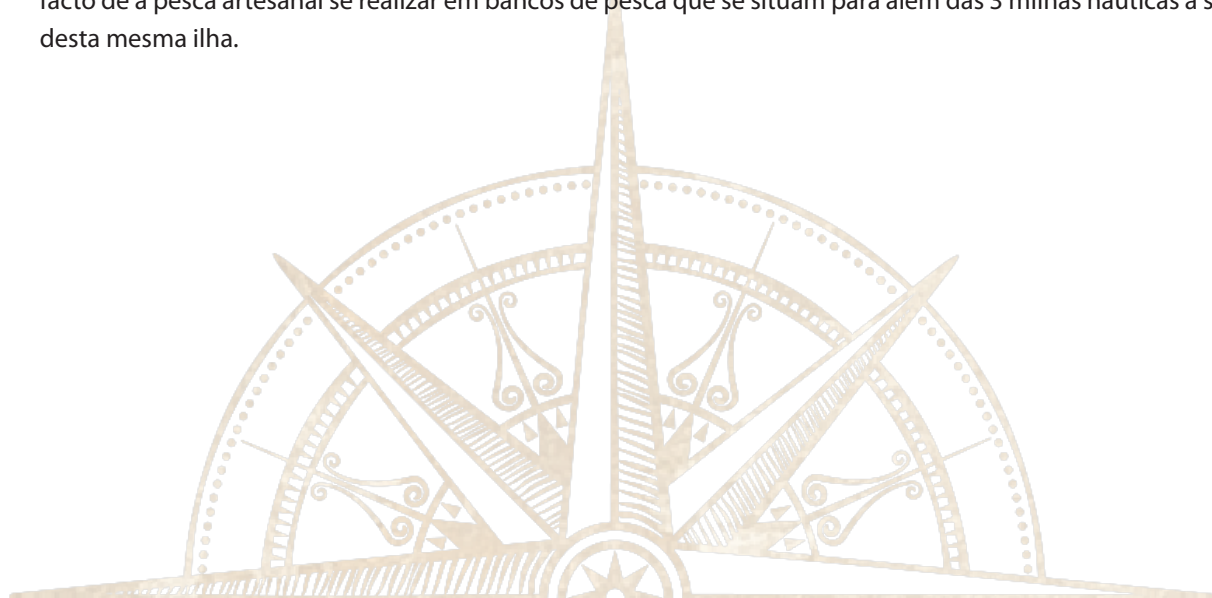 facto de a pesca artesanal se realizar em bancos de pesca que se situam para além das 3 milhas náuticas a
desta mesma ilha.